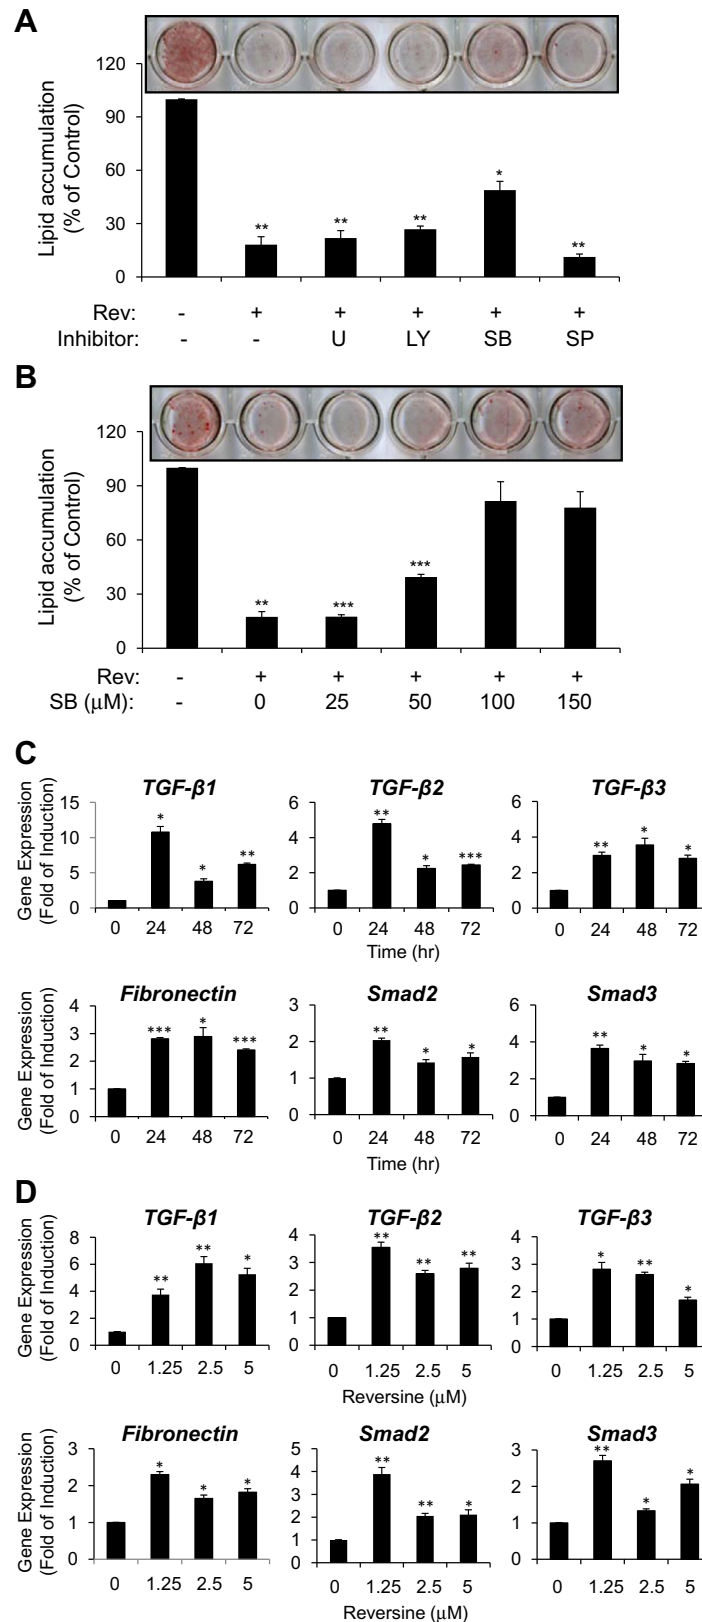 A
Lipid accumulation
(% of Control)
120
90
60
30
0
** ** ** * **
Rev: - + + + + +
Inhibitor: - - U LY SB SP
B
Lipid accumulation
(% of Control)
120
90
60
30
0
** *** ***
Rev: - + + + + +
SB (μM): - 0 25 50 100 150
C
TGF-β1 TGF-β2 TGF-β3
Gene Expression
(Fold of Induction)
15
10
5
0
* * **
0 24 48 72
6
4
2
0
** * ***
0 24 48 72
6
4
2
0
** * *
0 24 48 72
Time (hr)
Fibronectin Smad2 Smad3
Gene Expression
(Fold of Induction)
4
3
2
1
0
*** * ***
0 24 48 72
3
2
1
0
** * *
0 24 48 72
6
4
2
0
** * *
0 24 48 72
Time (hr)
D
TGF-β1 TGF-β2 TGF-β3
Gene Expression
(Fold of Induction)
8
6
4
2
0
** ** *
0 1.25 2.5 5
4
3
2
1
0
** ** **
0 1.25 2.5 5
4
3
2
1
0
* ** *
0 1.25 2.5 5
Reversine (μM)
Fibronectin Smad2 Smad3
Gene Expression
(Fold of Induction)
3
2
1
0
* * *
0 1.25 2.5 5
5
4
3
2
1
0
** ** *
0 1.25 2.5 5
3
2
1
0
** * *
0 1.25 2.5 5
Reversine (μM)